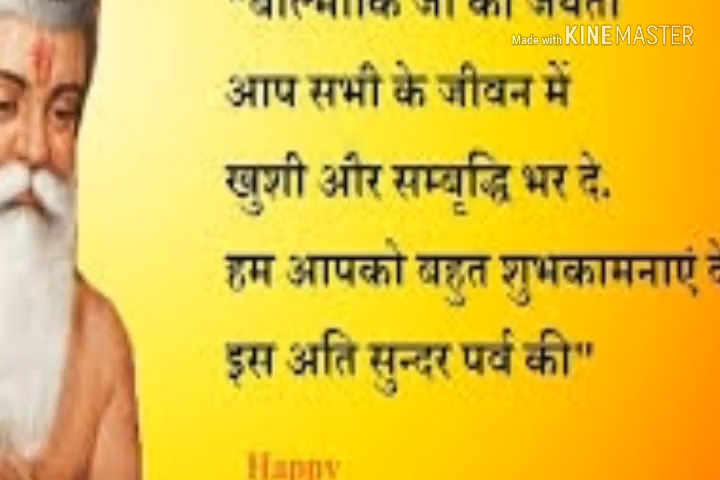 "बाल्मीकि जी की जयंती
Made with KINEMASTER
आप सभी के जीवन में
खुशी और सम्बृद्धि भर दे.
हम आपको बहुत शुभकामनाएं
इस अति सुन्दर पर्व की"
Happy